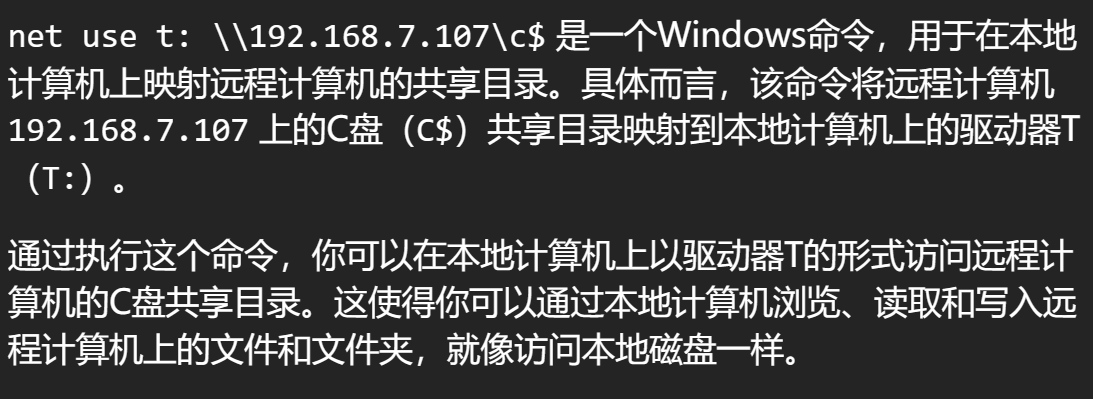 net use t: \\192.168.7.107\c$ 是一个Windows命令，用于在本地
计算机上映射远程计算机的共享目录。具体而言，该命令将远程计算机
192.168.7.107 上的C盘（C$）共享目录映射到本地计算机上的驱动器T
（T:）。
通过执行这个命令，你可以在本地计算机上以驱动器T的形式访问远程计
算机的C盘共享目录。这使得你可以通过本地计算机浏览、读取和写入远
程计算机上的文件和文件夹，就像访问本地磁盘一样。